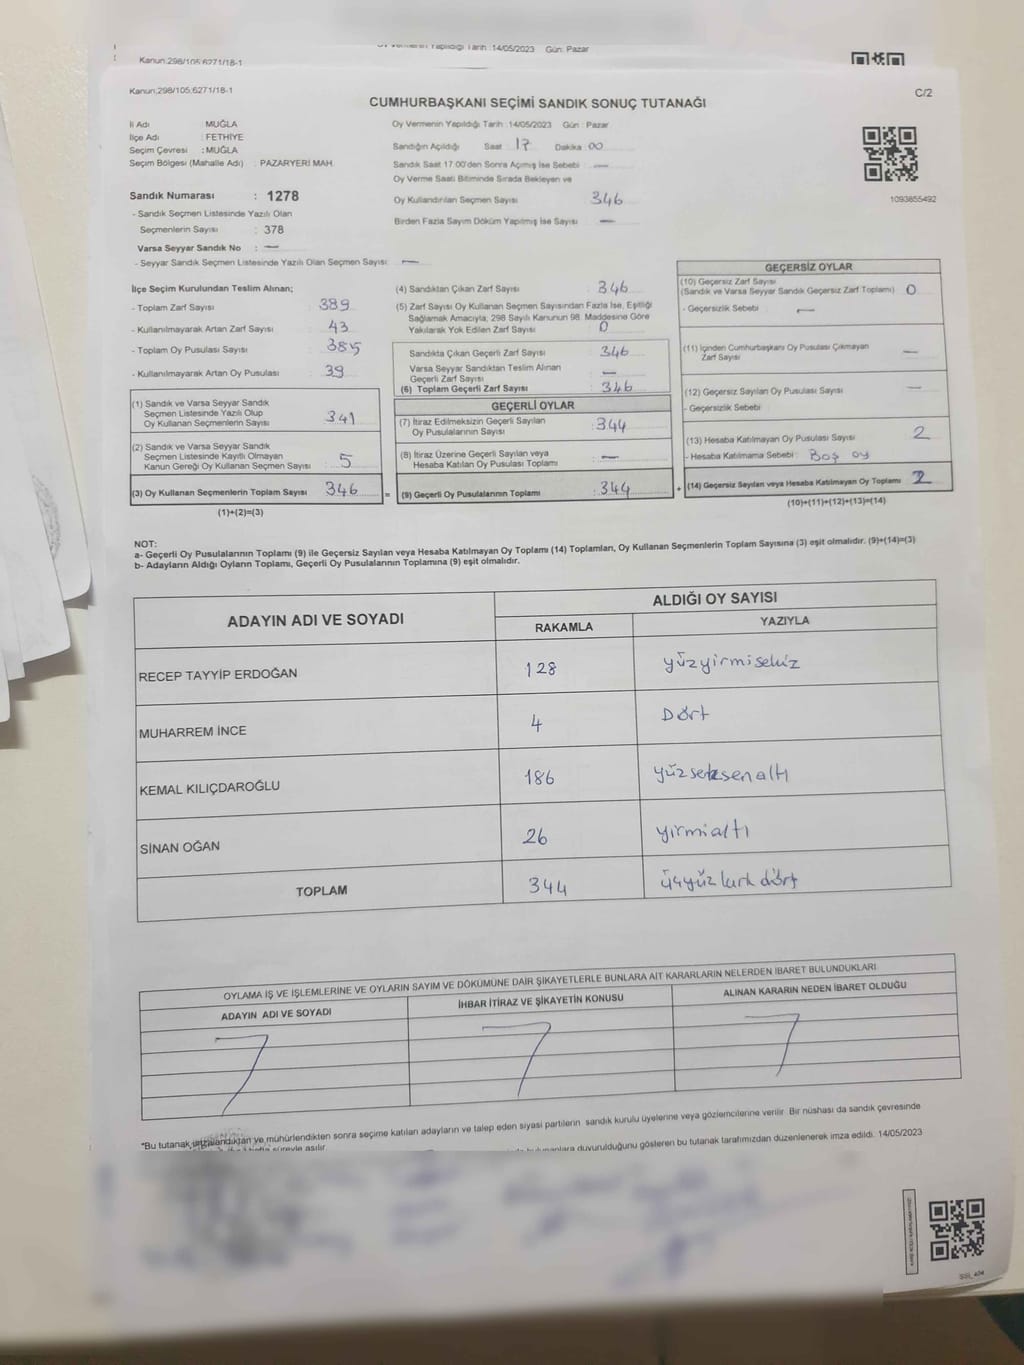 Oy Vermenin Yapıldığı Tarih :14/05/2023 Gün: Pazar
Kanun,298/105;6271/18-1
Kanun;298/105;6271/18-1
C/2
CUMHURBAŞKANI SEÇİMİ SANDIK SONUÇ TUTANAĞI
İl Adı : MUĞLA
İlçe Adı : FETHİYE
Seçim Çevresi : MUĞLA
Seçim Bölgesi (Mahalle Adı) : PAZARYERİ MAH.
Sandık Numarası : 1278
- Sandık Seçmen Listesinde Yazılı Olan
Seçmenlerin Sayısı : 378
Varsa Seyyar Sandık No : —
- Seyyar Sandık Seçmen Listesinde Yazılı Olan Seçmen Sayısı: —
Oy Vermenin Yapıldığı Tarih :14/05/2023 Gün : Pazar
Sandığın Açıldığı Saat 17 Dakika 00
Sandık Saat 17:00'den Sonra Açımış İse Sebebi : —
Oy Verme Saati Bitiminde Sırada Bekleyen ve
Oy Kullandırılan Seçmen Sayısı 346
Birden Fazla Sayım Döküm Yapılmış İse Sayısı —
1093855492
İlçe Seçim Kurulundan Teslim Alınan;
- Toplam Zarf Sayısı : 389
- Kullanılmayarak Artan Zarf Sayısı : 43
- Toplam Oy Pusulası Sayısı : 385
- Kullanılmayarak Artan Oy Pusulası : 39
(1) Sandık ve Varsa Seyyar Sandık
Seçmen Listesinde Yazılı Olup
Oy Kullanan Seçmenlerin Sayısı : 341
(2) Sandık ve Varsa Seyyar Sandık
Seçmen Listesinde Kayıtlı Olmayan
Kanun Gereği Oy Kullanan Seçmen Sayısı : 5
(3) Oy Kullanan Seçmenlerin Toplam Sayısı : 346
(1)+(2)=(3)
(4) Sandıktan Çıkan Zarf Sayısı : 346
(5) Zarf Sayısı Oy Kullanan Seçmen Sayısından Fazla İse, Eşitliği
Sağlamak Amacıyla; 298 Sayılı Kanunun 98. Maddesine Göre
Yakılarak Yok Edilen Zarf Sayısı : 0
Sandıkta Çıkan Geçerli Zarf Sayısı : 346
Varsa Seyyar Sandıktan Teslim Alınan
Geçerli Zarf Sayısı : —
(6) Toplam Geçerli Zarf Sayısı : 346
GEÇERLİ OYLAR
(7) İtiraz Edilmeksizin Geçerli Sayılan
Oy Pusulalarının Sayısı : 344
(8) İtiraz Üzerine Geçerli Sayılan veya
Hesaba Katılan Oy Pusulası Toplamı : —
= (9) Geçerli Oy Pusulalarının Toplamı : 344
GEÇERSİZ OYLAR
(10) Geçersiz Zarf Sayısı
(Sandık ve Varsa Seyyar Sandık Geçersiz Zarf Toplamı) : 0
- Geçersizlik Sebebi : —
(11) İçinden Cumhurbaşkanı Oy Pusulası Çıkmayan
Zarf Sayısı : —
(12) Geçersiz Sayılan Oy Pusulası Sayısı : —
- Geçersizlik Sebebi :
(13) Hesaba Katılmayan Oy Pusulası Sayısı : 2
- Hesaba Katılmama Sebebi : Boş oy
+ (14) Geçersiz Sayılan veya Hesaba Katılmayan Oy Toplamı 2
(10)+(11)+(12)+(13)=(14)
NOT:
a- Geçerli Oy Pusulalarının Toplamı (9) ile Geçersiz Sayılan veya Hesaba Katılmayan Oy Toplamı (14) Toplamları, Oy Kullanan Seçmenlerin Toplam Sayısına (3) eşit olmalıdır. (9)+(14)=(3)
b- Adayların Aldığı Oyların Toplamı, Geçerli Oy Pusulalarının Toplamına (9) eşit olmalıdır.
ADAYIN ADI VE SOYADI
ALDIĞI OY SAYISI
RAKAMLA YAZIYLA
RECEP TAYYİP ERDOĞAN 128 yüzyirmisekiz
MUHARREM İNCE 4 Dört
KEMAL KILIÇDAROĞLU 186 yüzseksenaltı
SİNAN OĞAN 26 yirmialtı
TOPLAM 344 üçyüzkırkdört
OYLAMA İŞ VE İŞLEMLERİNE VE OYLARIN SAYIM VE DÖKÜMÜNE DAİR ŞİKAYETLERLE BUNLARA AİT KARARLARIN NELERDEN İBARET BULUNDUKLARI
ADAYIN ADI VE SOYADI İHBAR İTİRAZ VE ŞİKAYETİN KONUSU ALINAN KARARIN NEDEN İBARET OLDUĞU
*Bu tutanak imzalandıktan ve mühürlendikten sonra seçime katılan adayların ve talep eden siyasi partilerin sandık kurulu üyelerine veya gözlemcilerine verilir. Bir nüshası da sandık çevresinde
süreyle asılır.
duyurulduğunu gösteren bu tutanak tarafımızdan düzenlenerek imza edildi. 14/05/2023